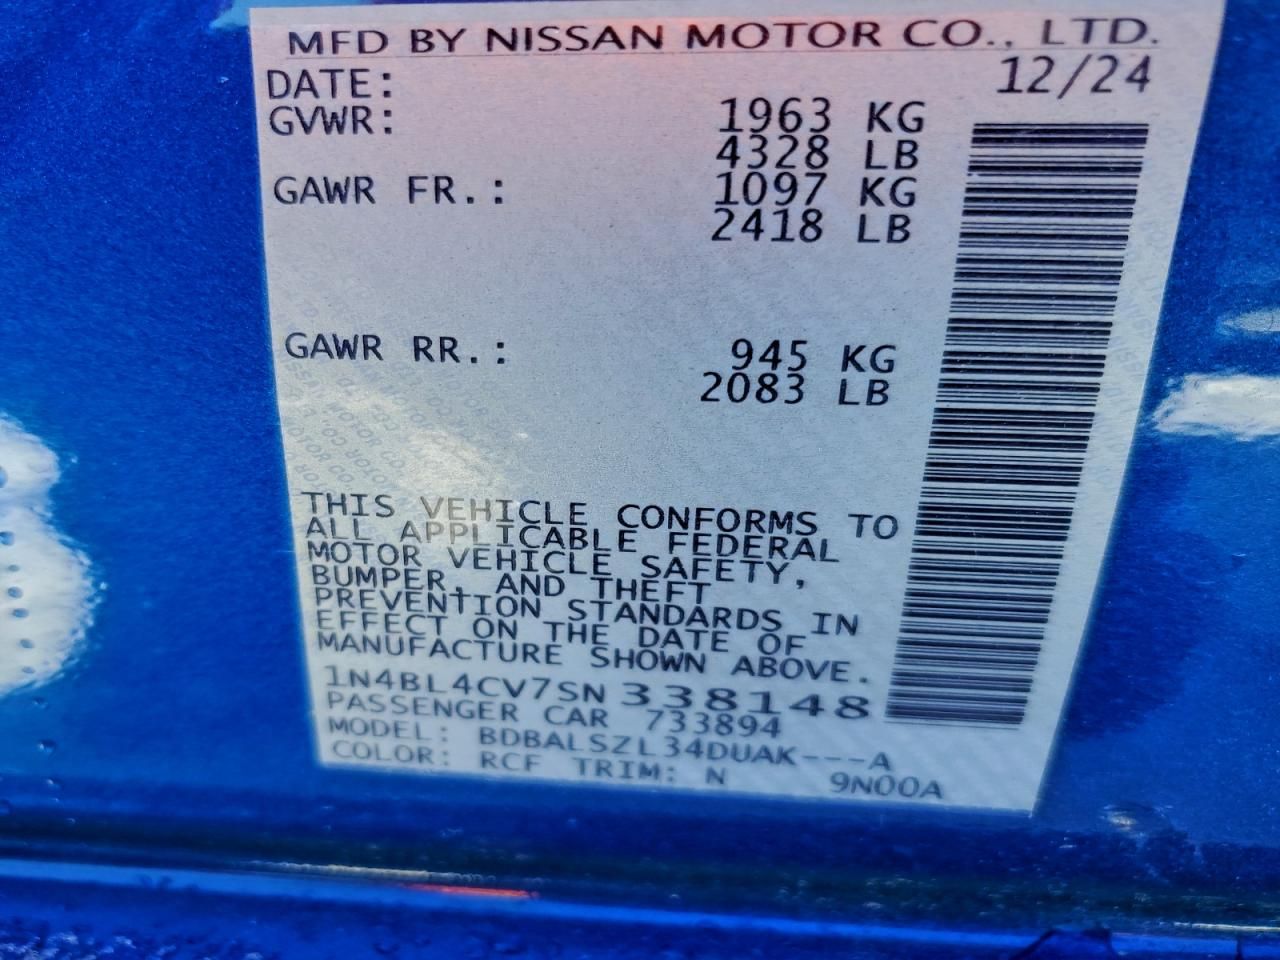 MFD BY NISSAN MOTOR CO., LTD.
DATE: 12/24
GVWR: 1963 KG
4328 LB
GAWR FR.: 1097 KG
2418 LB
GAWR RR.: 945 KG
2083 LB
THIS VEHICLE CONFORMS TO
ALL APPLICABLE FEDERAL
MOTOR VEHICLE SAFETY,
BUMPER, AND THEFT
PREVENTION STANDARDS IN
EFFECT ON THE DATE OF
MANUFACTURE SHOWN ABOVE.
1N4BL4CV7SN338148
PASSENGER CAR 733894
MODEL: BDBALSZL34DUAK---A
COLOR: RCF TRIM: N 9N00A